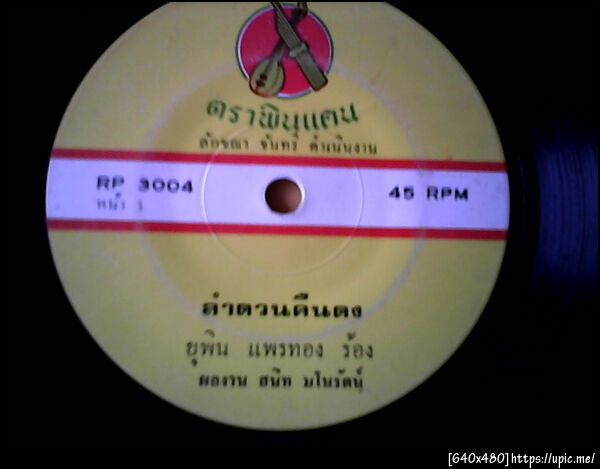 ตราพิณแคน
ลัขณา จันทร์ ดำเนินงาน
RP 3004
45 RPM
หน้า 1
ลำดวนคืนดง
ยุพิน แพรทอง ร้อง
ผลงาน สนิท มโนรัตน์
[640x480]https://upic.me/